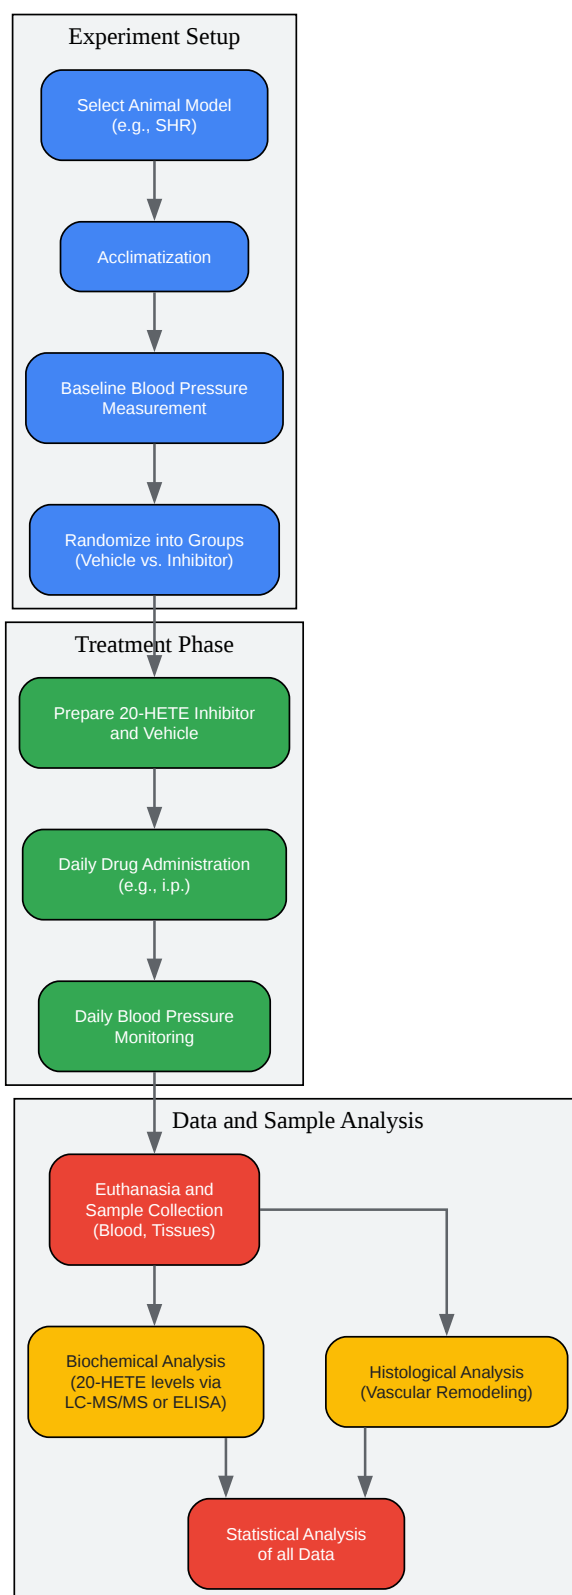 Experiment Setup
Select Animal Model
(e.g., SHR)
Acclimatization
Baseline Blood Pressure
Measurement
Randomize into Groups
(Vehicle vs. Inhibitor)
Treatment Phase
Prepare 20-HETE Inhibitor
and Vehicle
Daily Drug Administration
(e.g., i.p.)
Daily Blood Pressure
Monitoring
Data and Sample Analysis
Euthanasia and
Sample Collection
(Blood, Tissues)
Biochemical Analysis
(20-HETE levels via
LC-MS/MS or ELISA)
Histological Analysis
(Vascular Remodeling)
Statistical Analysis
of all Data